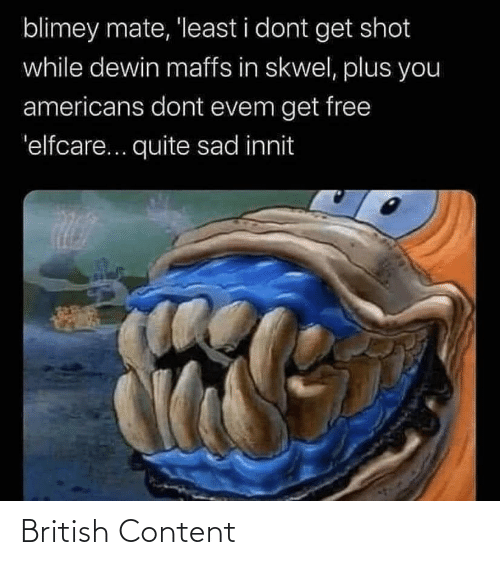 blimey mate, 'least i dont get shot
while dewin maffs in skwel, plus you
americans dont evem get free
'elfcare... quite sad innit
British Content